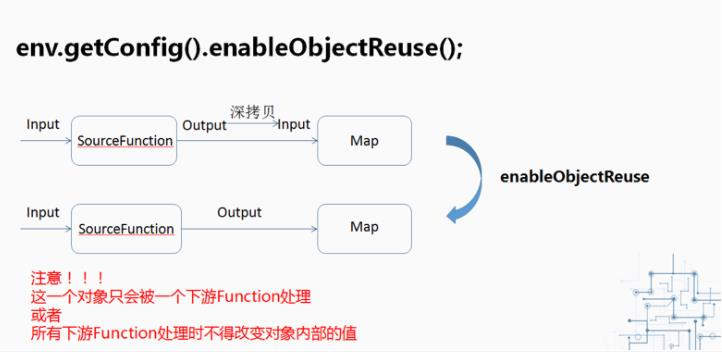 env.getConfig().enableObjectReuse();
深拷贝
Input
Output
Input
SourceFunction
Map
enableObjectReuse
Input
Output
SourceFunction
Map
注意！！！
这一个对象只会被一个下游Function处理
或者
所有下游Function处理时不得改变对象内部的值